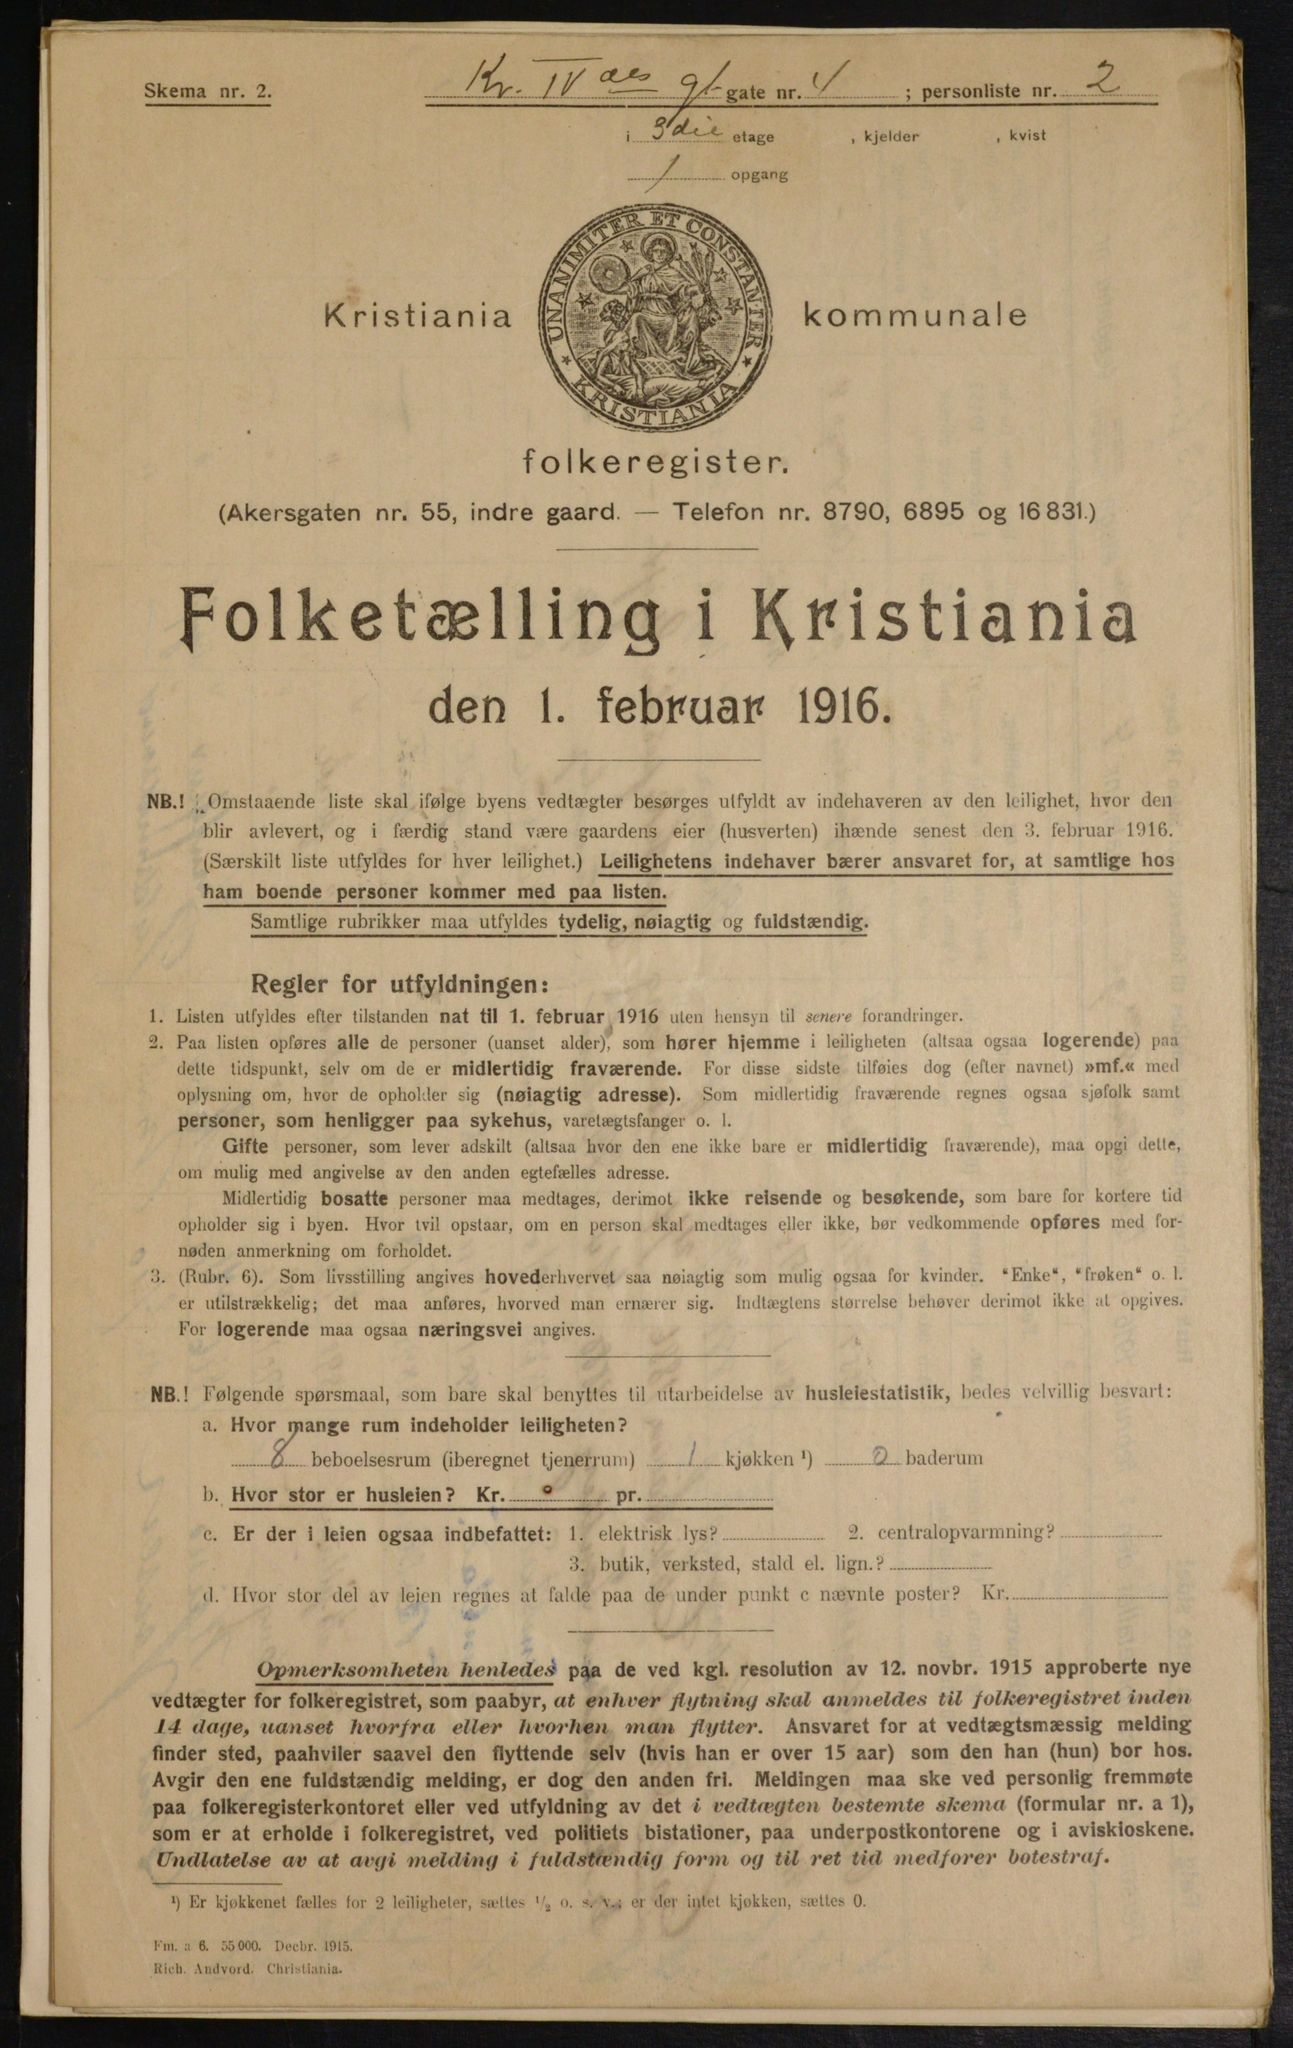 Skema nr. 2.
Kr. IV des gt. gate nr. 4 ; personliste nr. 2
i 3die etage , kjelder , kvist
1 opgang
UNANIMITER ET CONSTANTER
KRISTIANIA
Kristiania kommunale
folkeregister.
(Akersgaten nr. 55, indre gaard. — Telefon nr. 8790, 6895 og 16831.)
Folketælling i Kristiania
den 1. februar 1916.
NB.! Omstaaende liste skal ifølge byens vedtægter besørges utfyldt av indehaveren av den leilighet, hvor den
blir avlevert, og i færdig stand være gaardens eier (husverten) ihænde senest den 3. februar 1916.
(Særskilt liste utfyldes for hver leilighet.) Leilighetens indehaver bærer ansvaret for, at samtlige hos
ham boende personer kommer med paa listen.
Samtlige rubrikker maa utfyldes tydelig, nøiagtig og fuldstændig.
Regler for utfyldningen:
1. Listen utfyldes efter tilstanden nat til 1. februar 1916 uten hensyn til senere forandringer.
2. Paa listen opføres alle de personer (uanset alder), som hører hjemme i leiligheten (altsaa ogsaa logerende) paa
dette tidspunkt, selv om de er midlertidig fraværende. For disse sidste tilføies dog (efter navnet) »mf.« med
oplysning om, hvor de opholder sig (nøiagtig adresse). Som midlertidig fraværende regnes ogsaa sjøfolk samt
personer, som henligger paa sykehus, varetægtsfanger o. l.
Gifte personer, som lever adskilt (altsaa hvor den ene ikke bare er midlertidig fraværende), maa opgi dette,
om mulig med angivelse av den anden egtefælles adresse.
Midlertidig bosatte personer maa medtages, derimot ikke reisende og besøkende, som bare for kortere tid
opholder sig i byen. Hvor tvil opstaar, om en person skal medtages eller ikke, bør vedkommende opføres med for-
nøden anmerkning om forholdet.
3. (Rubr. 6). Som livsstilling angives hovederhvervet saa nøiagtig som mulig ogsaa for kvinder. "Enke", "frøken" o. l.
er utilstrækkelig; det maa anføres, hvorved man ernærer sig. Indtægtens størrelse behøver derimot ikke at opgives.
For logerende maa ogsaa næringsvei angives.
NB.! Følgende spørsmaal, som bare skal benyttes til utarbeidelse av husleiestatistik, bedes velvillig besvart:
a. Hvor mange rum indeholder leiligheten?
8 beboelsesrum (iberegnet tjenerrum) 1 kjøkken ¹) 0 baderum
b. Hvor stor er husleien? Kr. 0 pr.
c. Er der i leien ogsaa indbefattet: 1. elektrisk lys? 2. centralopvarmning?
3. butik, verksted, stald el. lign.?
d. Hvor stor del av leien regnes at falde paa de under punkt c nævnte poster? Kr.
Opmerksomheten henledes paa de ved kgl. resolution av 12. novbr. 1915 approberte nye
vedtægter for folkeregistret, som paabyr, at enhver flytning skal anmeldes til folkeregistret inden
14 dage, uanset hvorfra eller hvorhen man flytter. Ansvaret for at vedtægtsmæssig melding
finder sted, paahviler saavel den flyttende selv (hvis han er over 15 aar) som den han (hun) bor hos.
Avgir den ene fuldstændig melding, er dog den anden fri. Meldingen maa ske ved personlig fremmøte
paa folkeregisterkontoret eller ved utfyldning av det i vedtægten bestemte skema (formular nr. a 1),
som er at erholde i folkeregistret, ved politiets bistationer, paa underpostkontorene og i aviskioskene.
Undlatelse av at avgi melding i fuldstændig form og til ret tid medfører botestraf.
¹) Er kjøkkenet fælles for 2 leiligheter, sættes ½ o. s. v.; er der intet kjøkken, sættes 0.
Fm. a 6. 55 000. Decbr. 1915.
Rich. Andvord. Christiania.